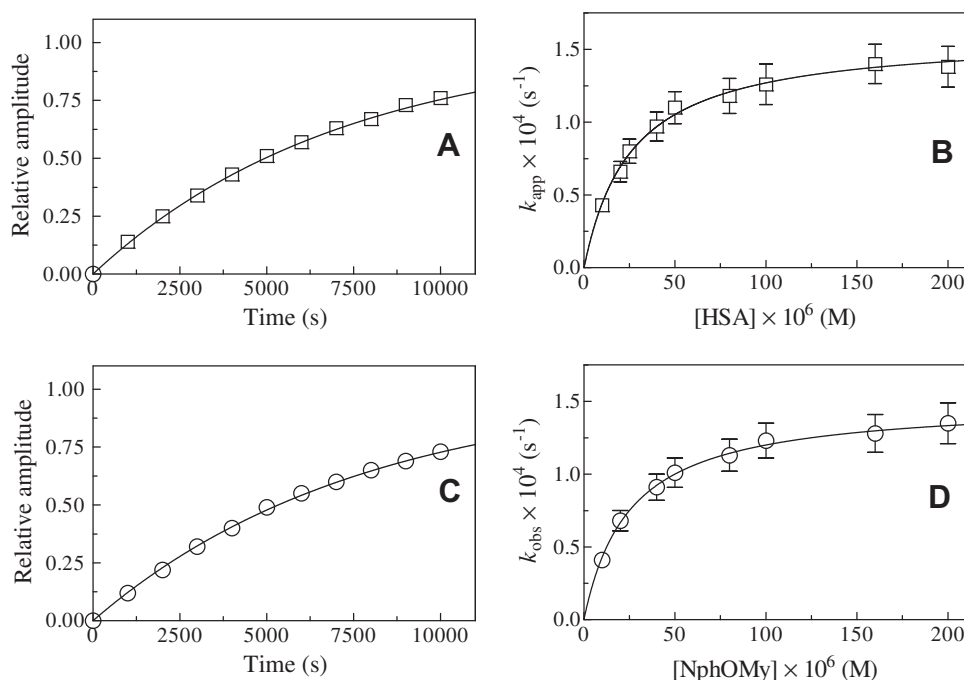 1.00
0.75
0.50
0.25
0.00
Relative amplitude
A
0 2500 5000 7500 10000
Time (s)
1.5
1.0
0.5
0.0
k_app × 10^4 (s^-1)
B
0 50 100 150 200
[HSA] × 10^6 (M)
1.00
0.75
0.50
0.25
0.00
Relative amplitude
C
0 2500 5000 7500 10000
Time (s)
1.5
1.0
0.5
0.0
k_obs × 10^4 (s^-1)
D
0 50 100 150 200
[NphOMy] × 10^6 (M)